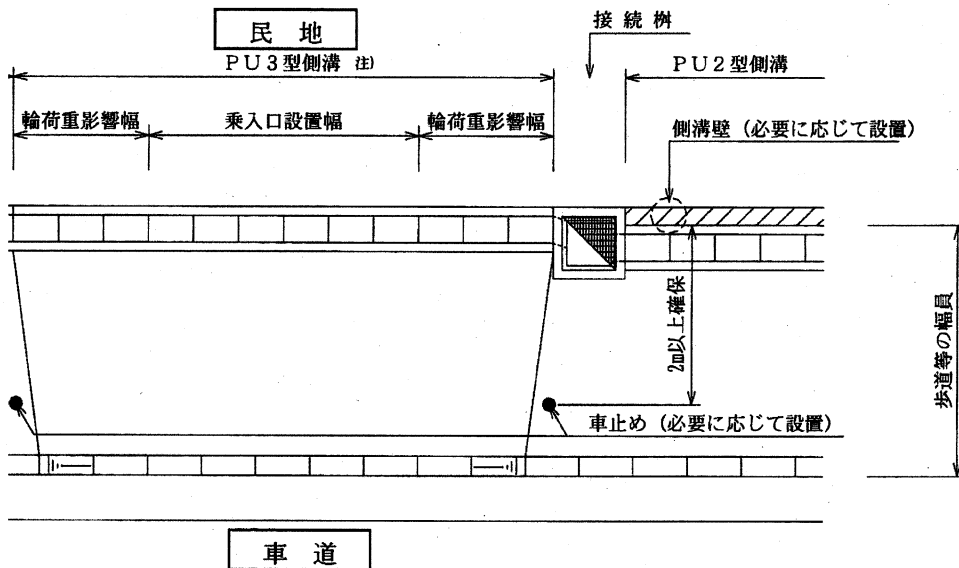 接続桝
民地
PU3型側溝 注)
PU2型側溝
輪荷重影響幅
乗入口設置幅
輪荷重影響幅
側溝壁（必要に応じて設置）
2m以上確保
歩道等の幅員
車止め（必要に応じて設置）
車道